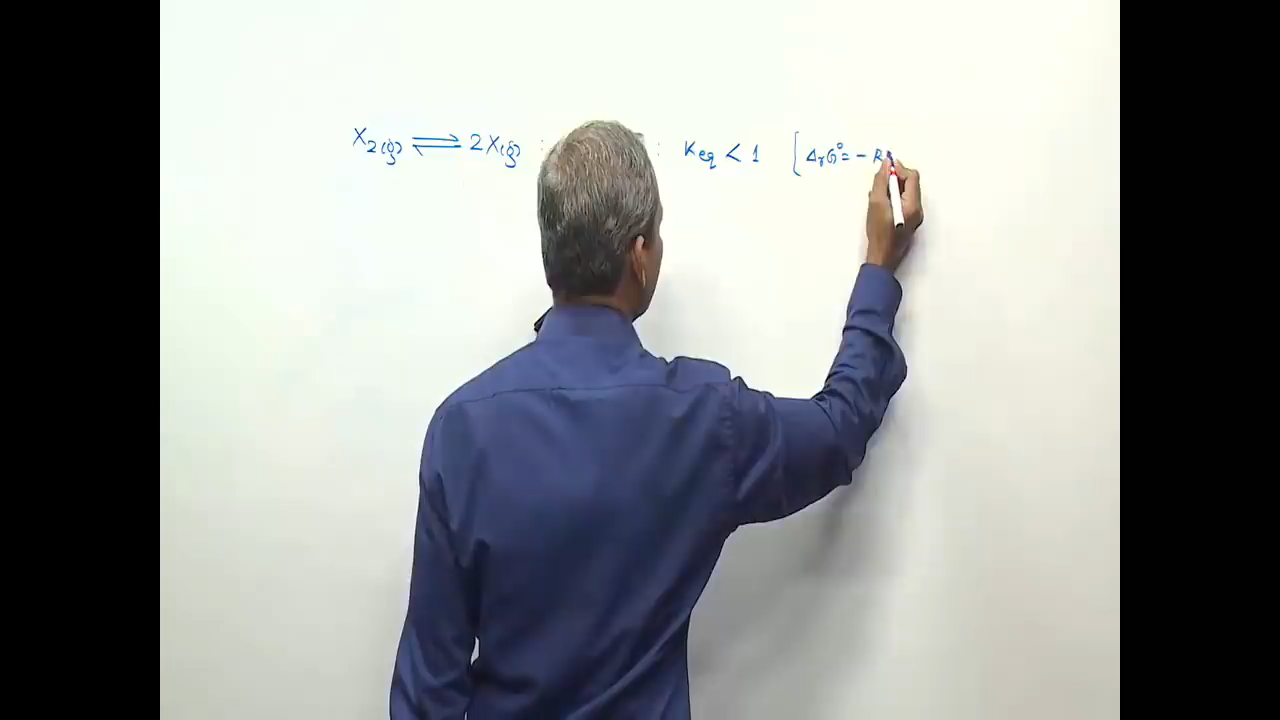 X₂(g) ⇌ 2X(g) : : Keq < 1 [ΔrG° = − R